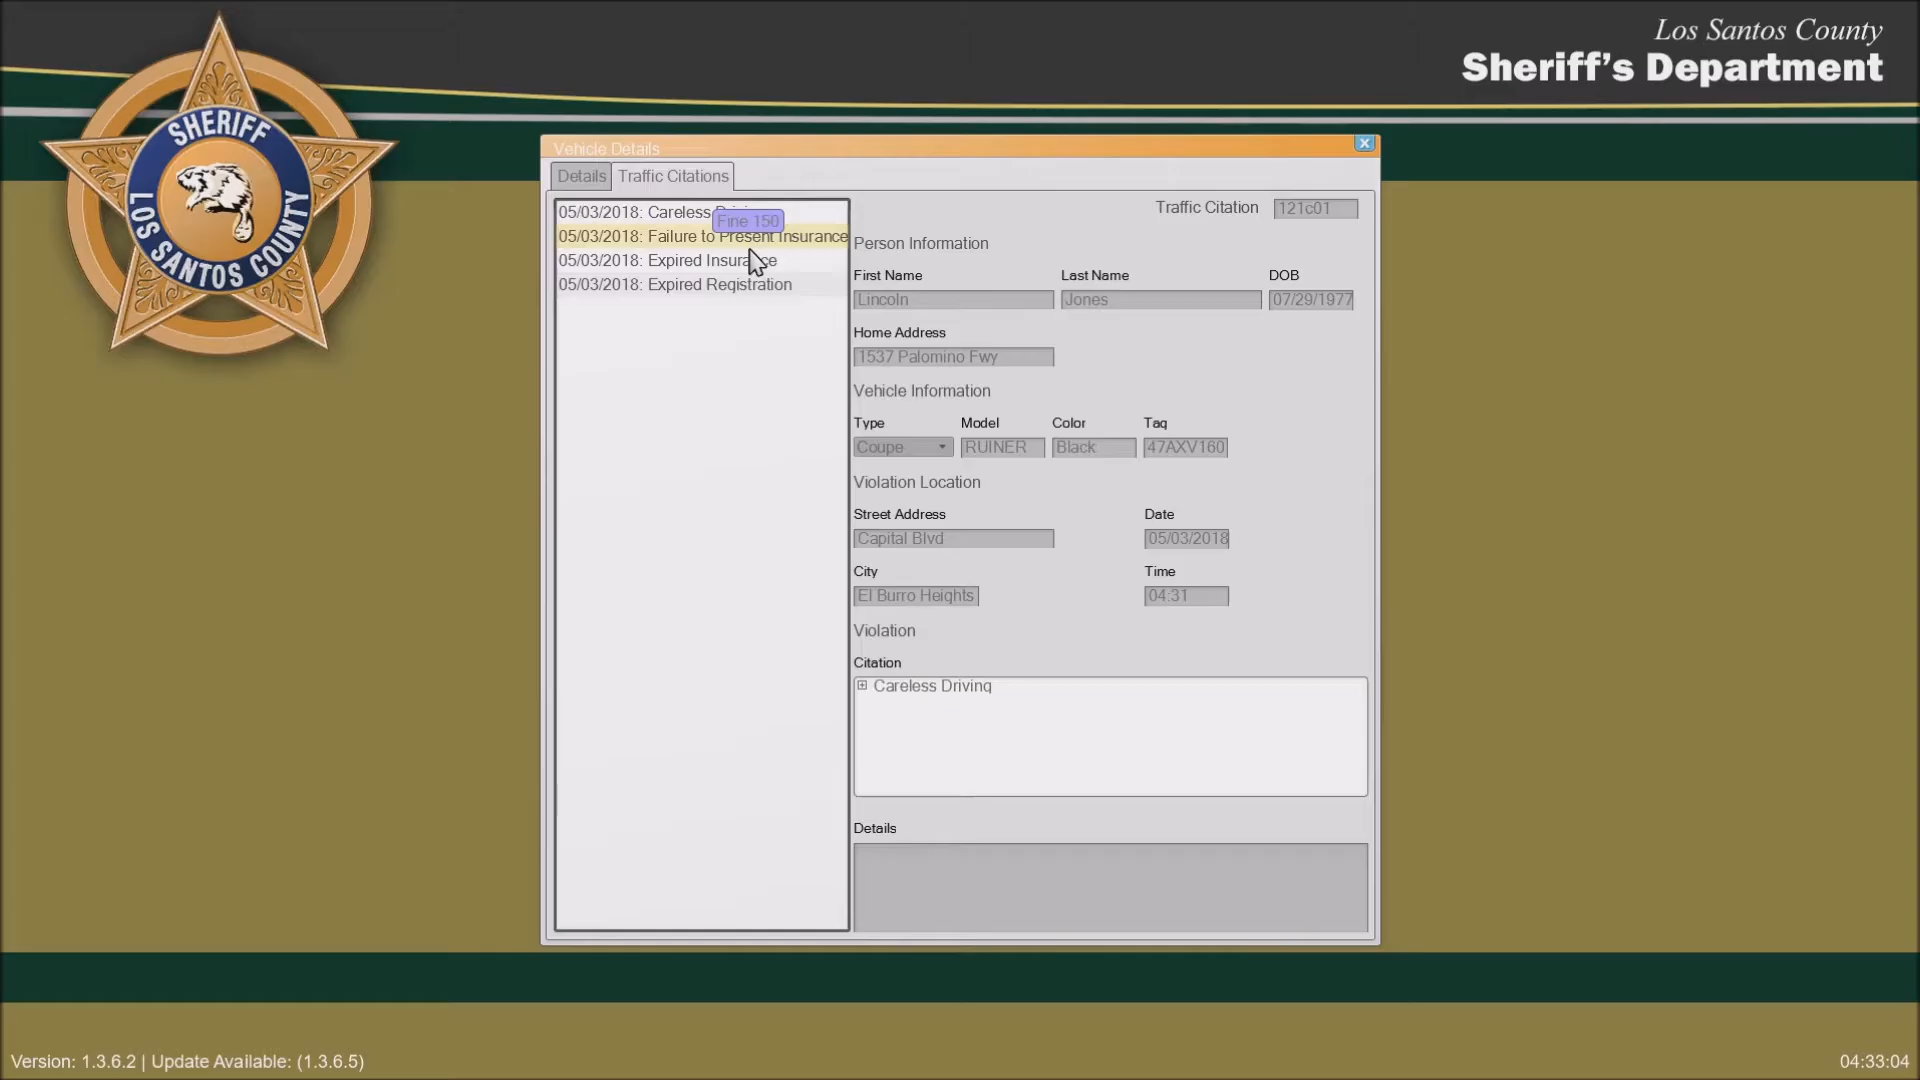 Los Santos County
Sheriff's Department
SHERIFF
LOS SANTOS COUNTY
Vehicle Details
Details
Traffic Citations
05/03/2018: Careless
Fine 150
05/03/2018: Failure to Present Insurance
05/03/2018: Expired Insurance
05/03/2018: Expired Registration
Traffic Citation 121c01
Person Information
First Name Last Name DOB
Lincoln Jones 07/29/1977
Home Address
1537 Palomino Fwy
Vehicle Information
Type Model Color Tag
Coupe RUINER Black 47AXV160
Violation Location
Street Address Date
Capital Blvd 05/03/2018
City Time
El Burro Heights 04:31
Violation
Citation
Careless Driving
Details
Version: 1.3.6.2 | Update Available: (1.3.6.5)
04:33:04